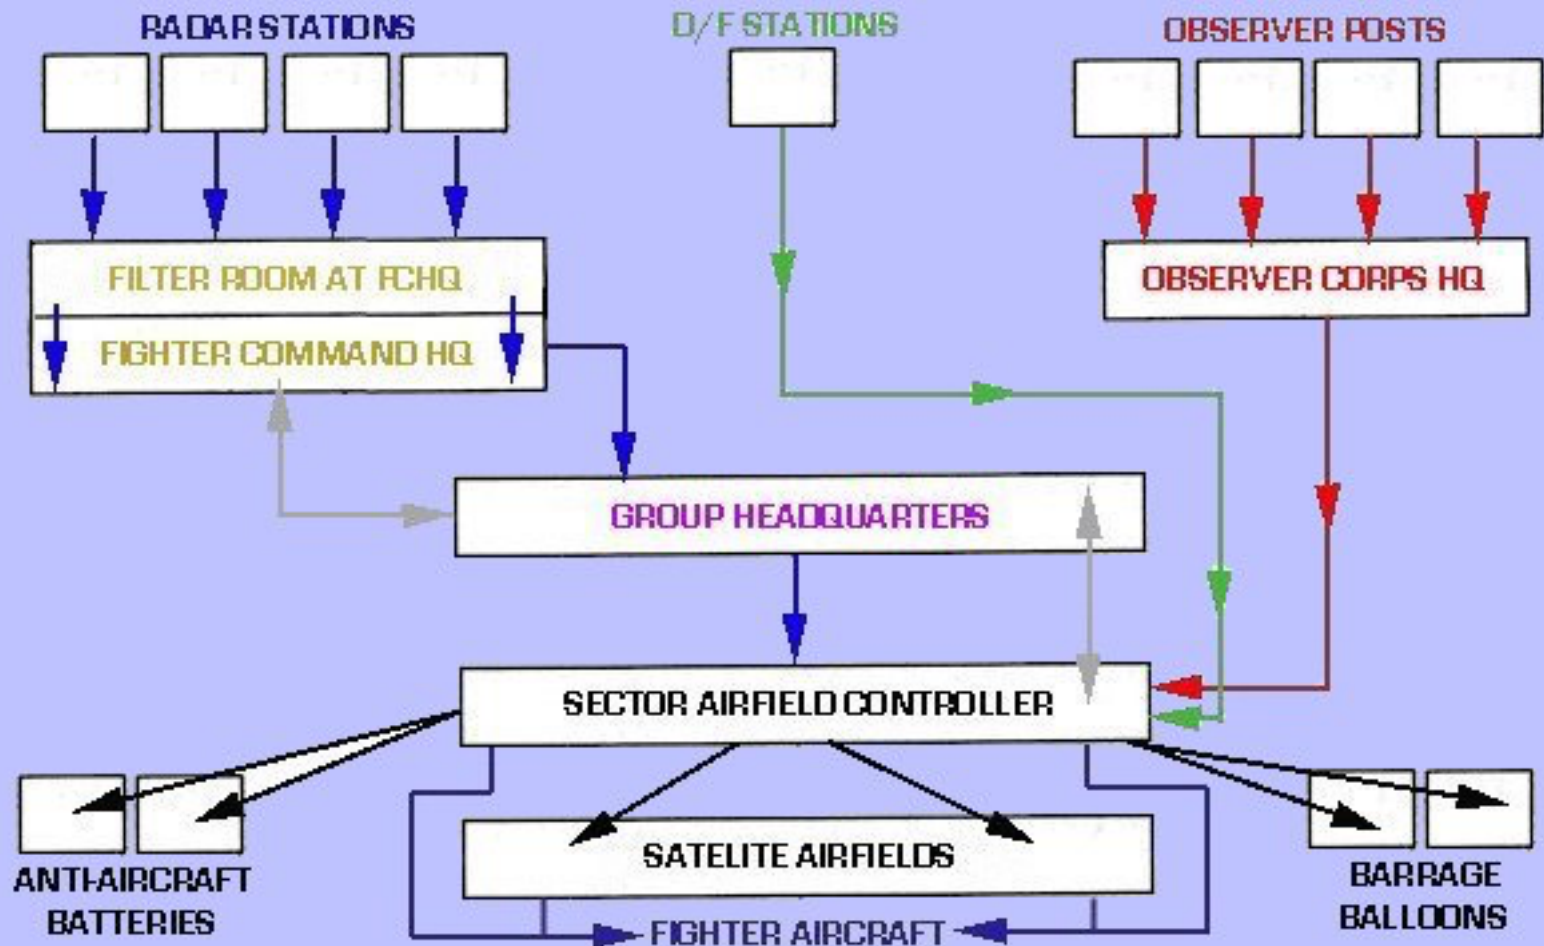 RADAR STATIONS
D/F STATIONS
OBSERVER POSTS
FILTER ROOM AT FCHQ
OBSERVER CORPS HQ
FIGHTER COMMAND HQ
GROUP HEADQUARTERS
SECTOR AIRFIELD CONTROLLER
SATELITE AIRFIELDS
ANTI-AIRCRAFT
BATTERIES
BARRAGE
BALLOONS
FIGHTER AIRCRAFT